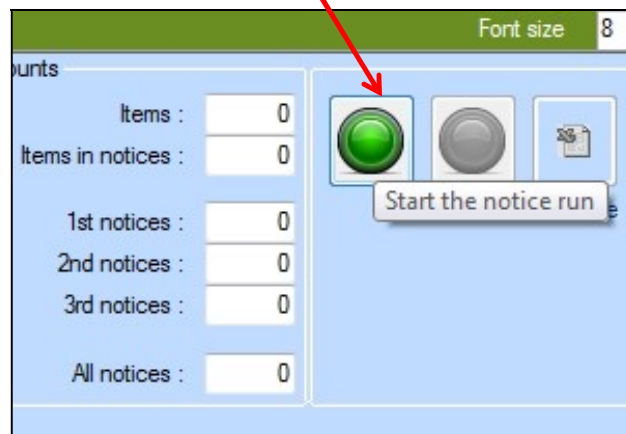 Font size 8
ounts
Items : 0
Items in notices : 0
Start the notice run
1st notices : 0
2nd notices : 0
3rd notices : 0
All notices : 0